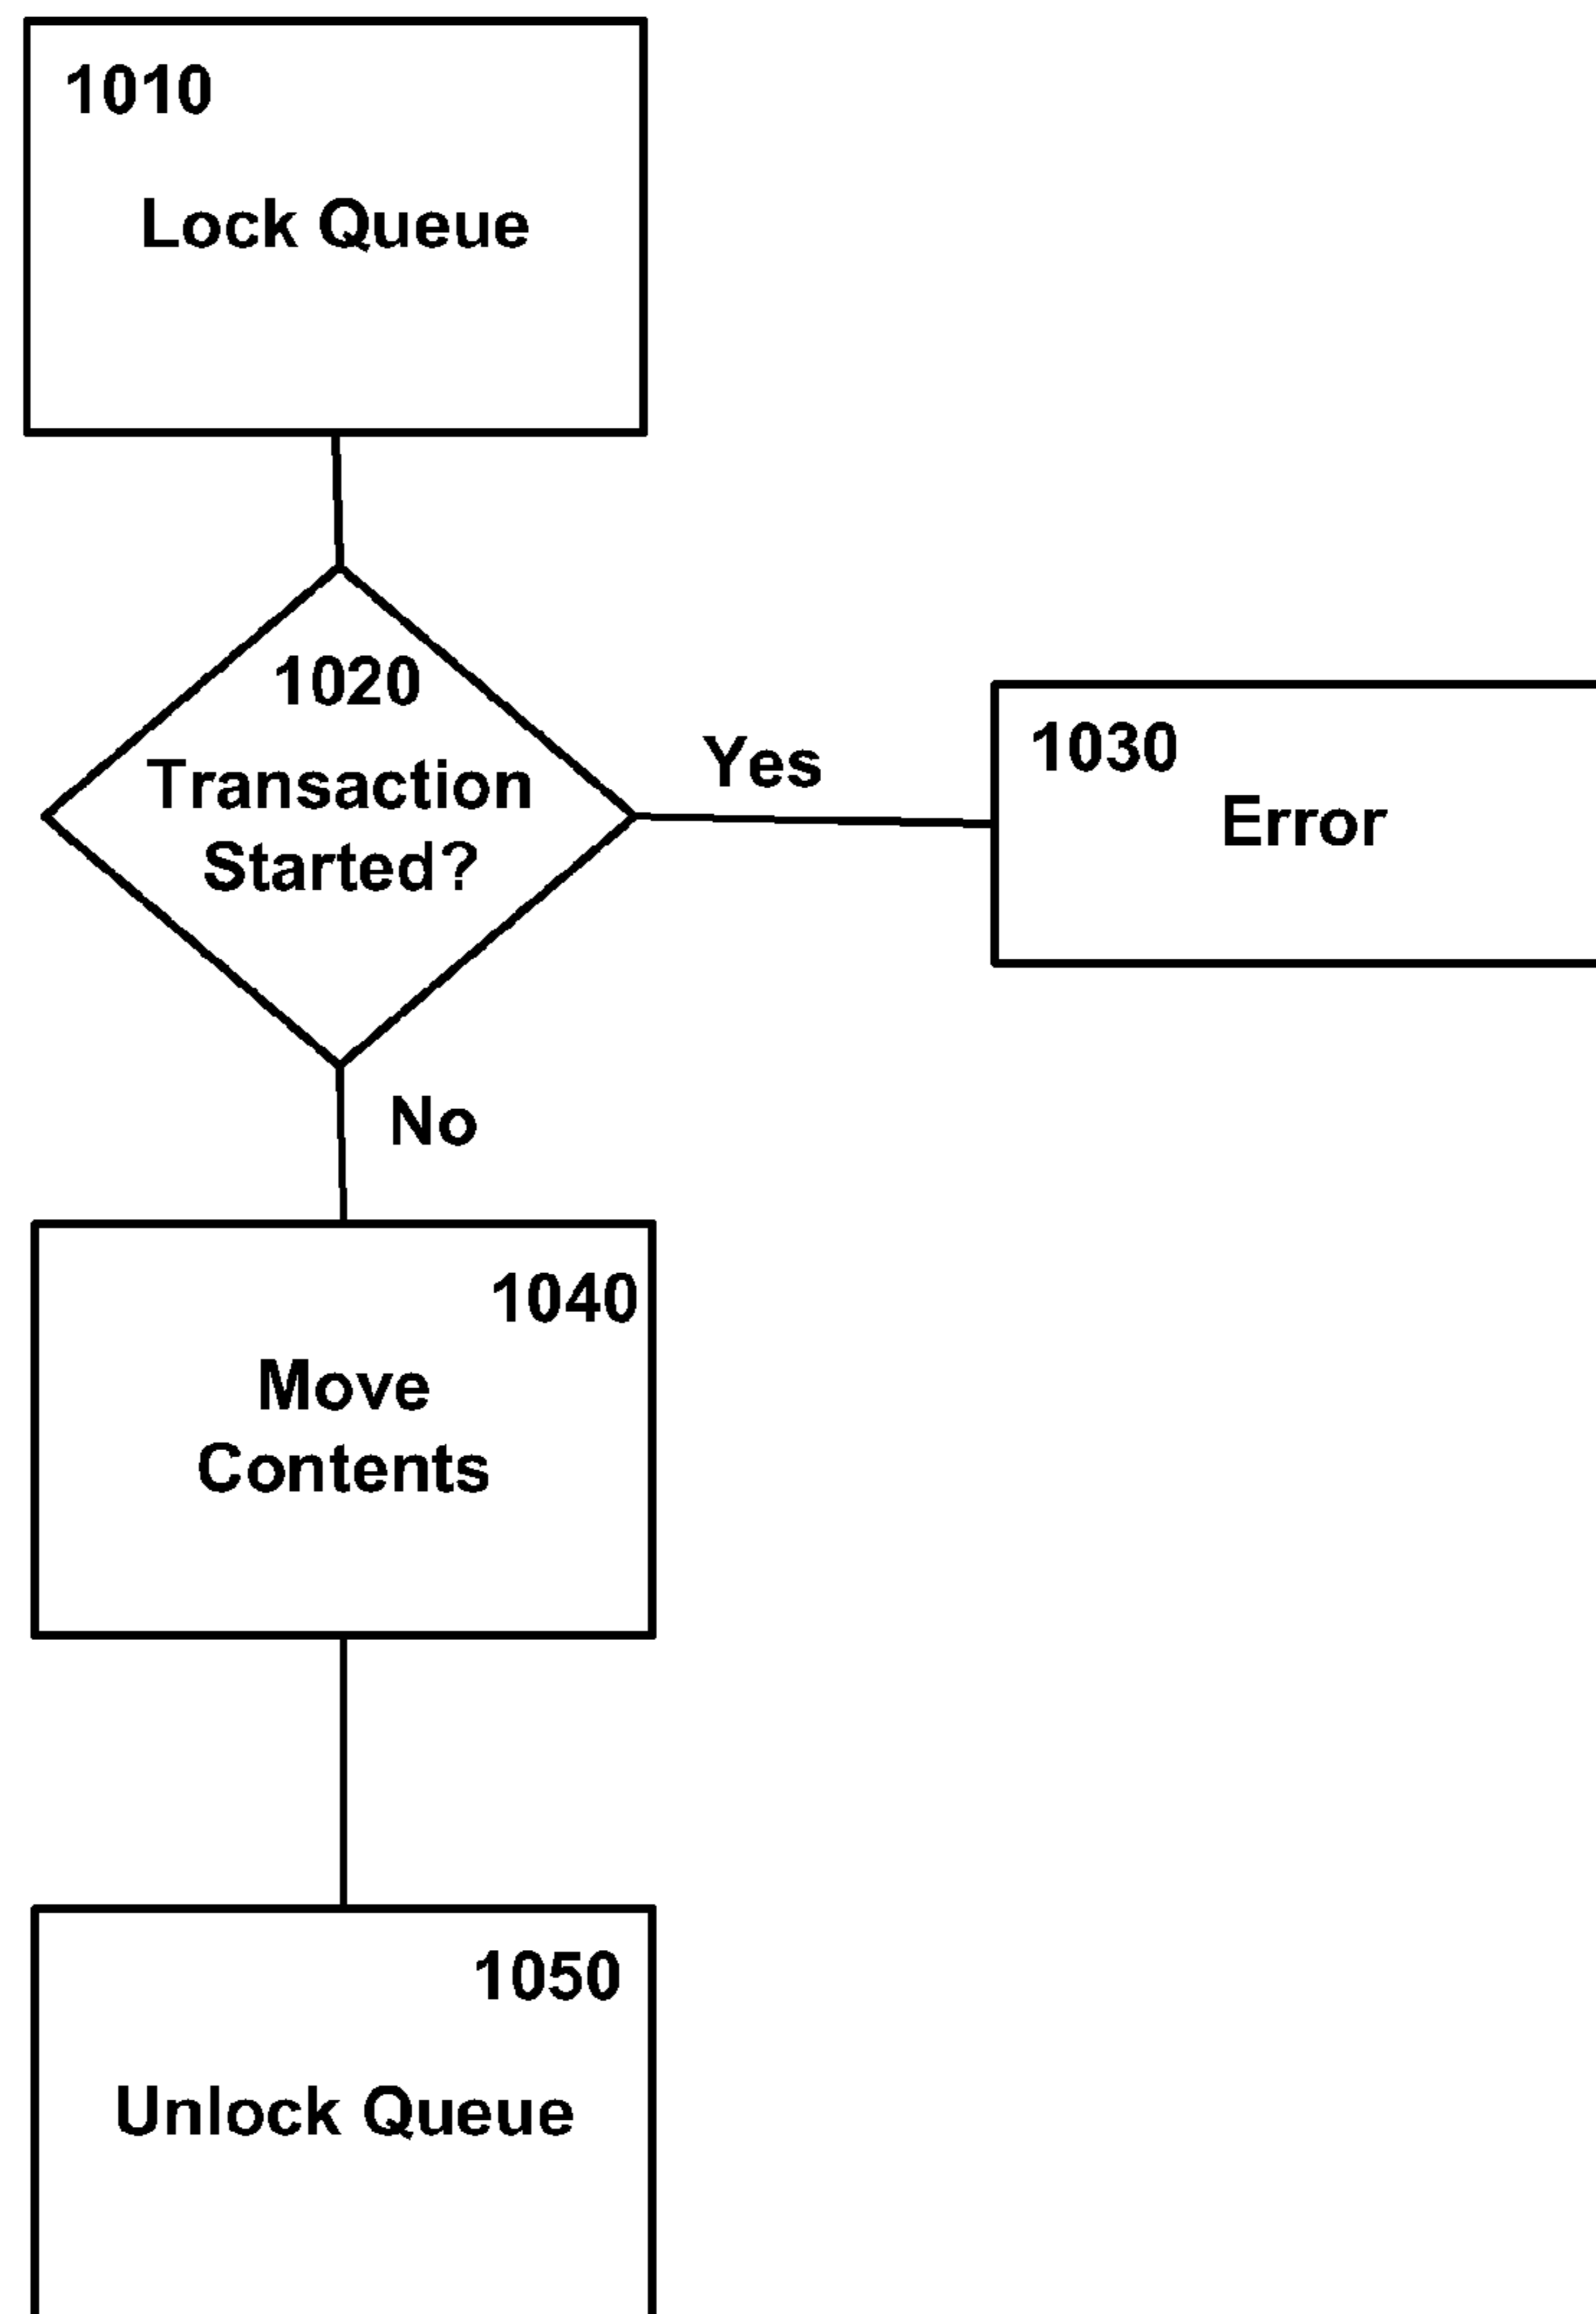 1010
Lock Queue
1020
Transaction
Started?
Yes
1030
Error
No
1040
Move
Contents
1050
Unlock Queue